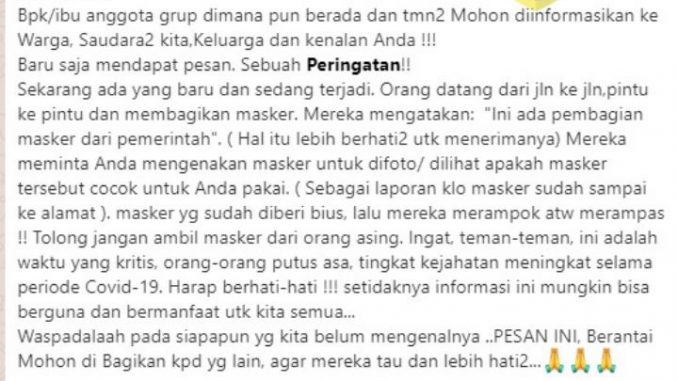 Bpk/ibu anggota grup dimana pun berada dan tmn2 Mohon diinformasikan ke
Warga, Saudara2 kita,Keluarga dan kenalan Anda !!!
Baru saja mendapat pesan. Sebuah Peringatan!!
Sekarang ada yang baru dan sedang terjadi. Orang datang dari jln ke jln,pintu
ke pintu dan membagikan masker. Mereka mengatakan:  "Ini ada pembagian
masker dari pemerintah". ( Hal itu lebih berhati2 utk menerimanya) Mereka
meminta Anda mengenakan masker untuk difoto/ dilihat apakah masker
tersebut cocok untuk Anda pakai. ( Sebagai laporan klo masker sudah sampai
ke alamat ). masker yg sudah diberi bius, lalu mereka merampok atw merampas
!! Tolong jangan ambil masker dari orang asing. Ingat, teman-teman, ini adalah
waktu yang kritis, orang-orang putus asa, tingkat kejahatan meningkat selama
periode Covid-19. Harap berhati-hati !!! setidaknya informasi ini mungkin bisa
berguna dan bermanfaat utk kita semua...
Waspadalaah pada siapapun yg kita belum mengenalnya ..PESAN INI, Berantai
Mohon di Bagikan kpd yg lain, agar mereka tau dan lebih hati2...🙏🙏🙏